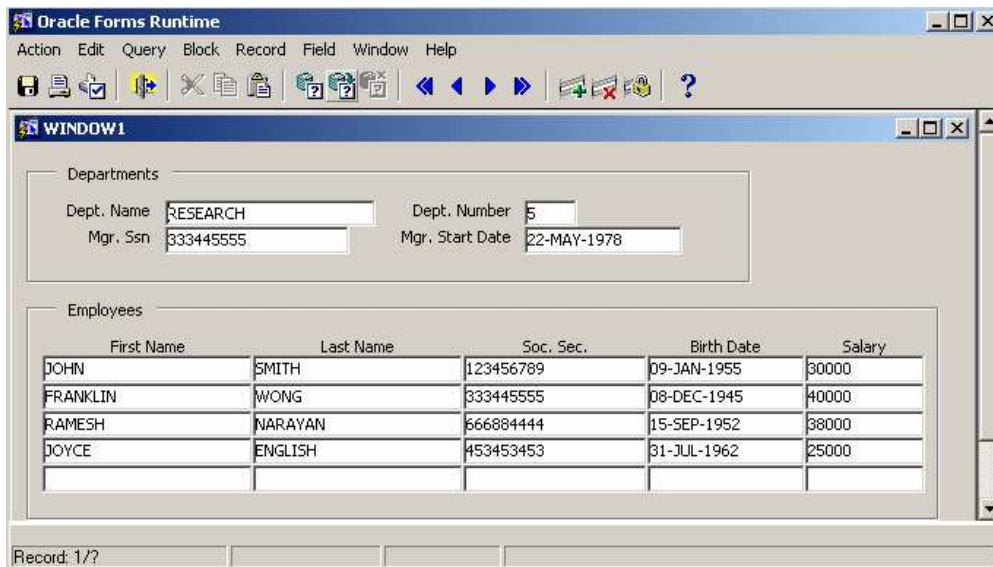 Oracle Forms Runtime
Action Edit Query Block Record Field Window Help
WINDOW1
Departments
Dept. Name RESEARCH Dept. Number 5
Mgr. Ssn 333445555 Mgr. Start Date 22-MAY-1978
Employees
First Name Last Name Soc. Sec. Birth Date Salary
JOHN SMITH 123456789 09-JAN-1955 30000
FRANKLIN WONG 333445555 08-DEC-1945 40000
RAMESH NARAYAN 666884444 15-SEP-1952 38000
JOYCE ENGLISH 453453453 31-JUL-1962 25000
Record: 1/?